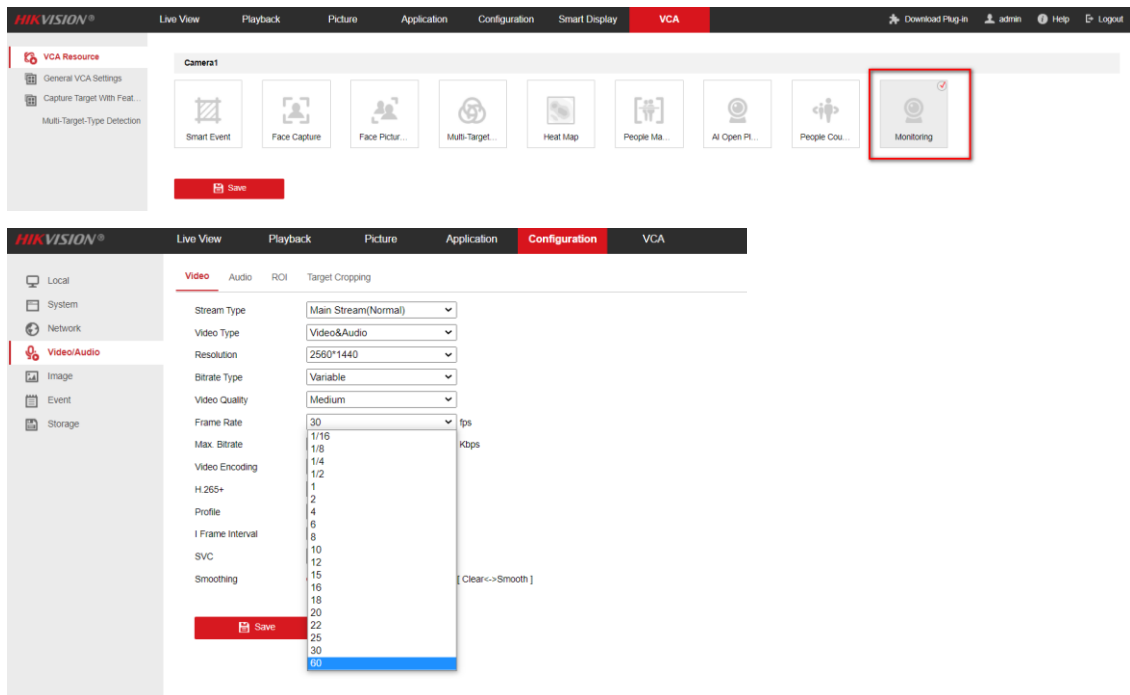 HIKVISION® Live View Playback Picture Application Configuration Smart Display VCA Download Plug-in admin Help Logout
VCA Resource
General VCA Settings
Capture Target With Feat...
Multi-Target-Type Detection
Camera1
Smart Event Face Capture Face Pictur... Multi-Target... Heat Map People Ma... AI Open Pl... People Cou... Monitoring
Save
HIKVISION® Live View Playback Picture Application Configuration VCA
Local
System
Network
Video/Audio
Image
Event
Storage
Video Audio ROI Target Cropping
Stream Type Main Stream(Normal)
Video Type Video&Audio
Resolution 2560*1440
Bitrate Type Variable
Video Quality Medium
Frame Rate 30 fps
Max. Bitrate Kbps
Video Encoding
H.265+
Profile
I Frame Interval
SVC
Smoothing [ Clear<->Smooth ]
1/16
1/8
1/4
1/2
1
2
4
6
8
10
12
15
16
18
20
22
25
30
60
Save